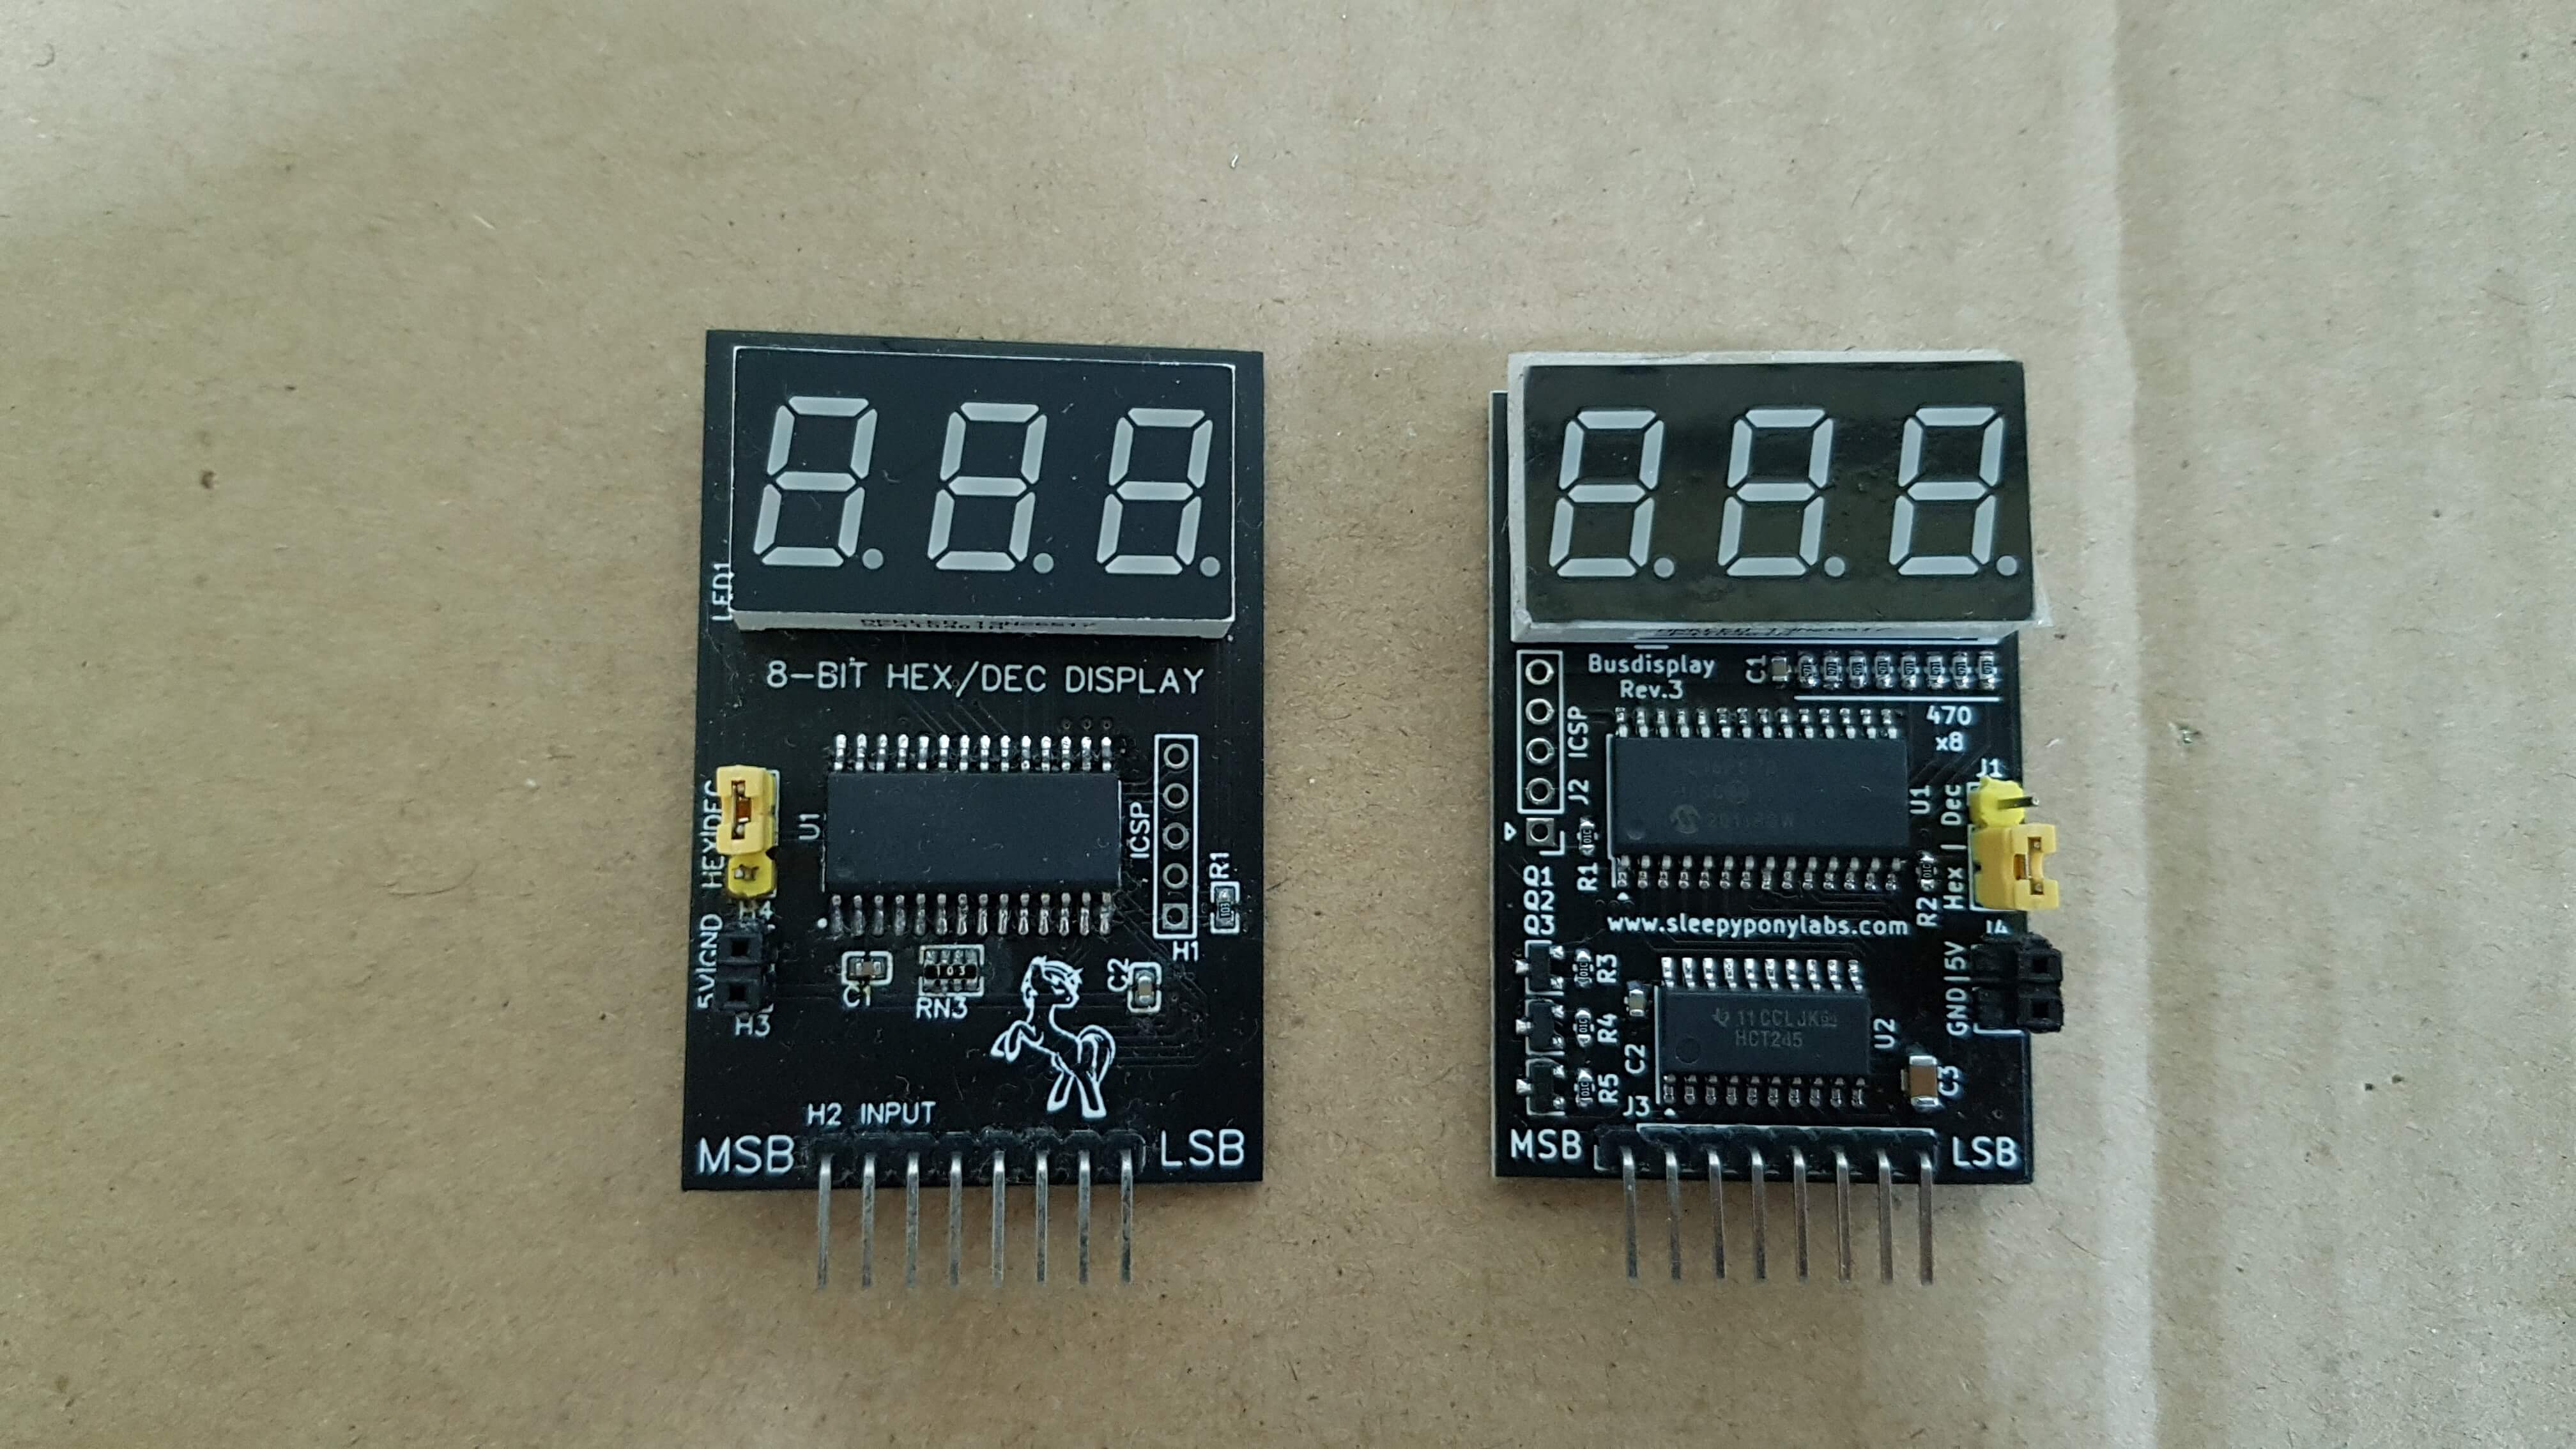 LED1
8-BIT HEX/DEC DISPLAY
HEX|DEC
U1
ICSP
R1
H1
5V|GND
H3
C1
103
RN3
C2
H2 INPUT
MSB
LSB
Busdisplay
Rev.3
C1
470
x8
ICSP
J2
J1
Hex | Dec
U1
R1
R2
Q1
Q2
Q3
www.sleepyponylabs.com
J4
GND|5V
R3
R4
R5
C2
11CCLJK
HCT245
U2
C3
J3
MSB
LSB